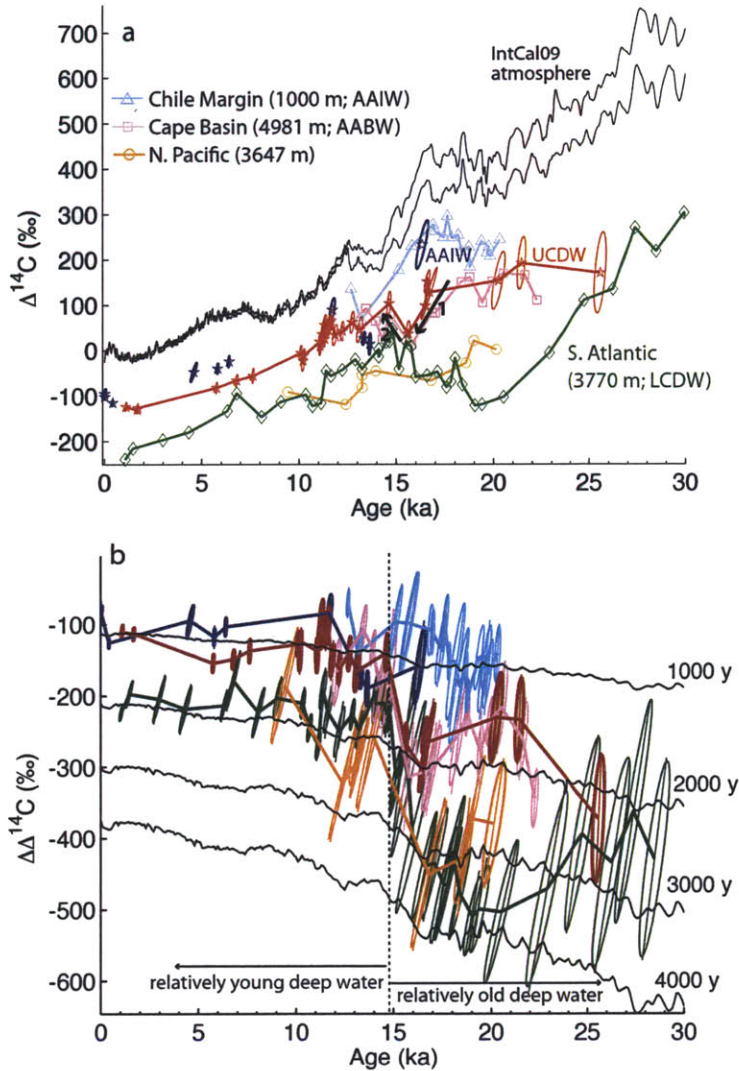 a
700
600
500
400
300
200
100
0
-100
-200
Δ14C (‰)
IntCal09
atmosphere
Chile Margin (1000 m; AAIW)
Cape Basin (4981 m; AABW)
N. Pacific (3647 m)
AAIW
UCDW
1
S. Atlantic
(3770 m; LCDW)
0 5 10 15 20 25 30
Age (ka)
b
-100
-200
-300
-400
-500
-600
ΔΔ14C (‰)
1000 y
2000 y
3000 y
4000 y
relatively young deep water
relatively old deep water
0 5 10 15 20 25 30
Age (ka)